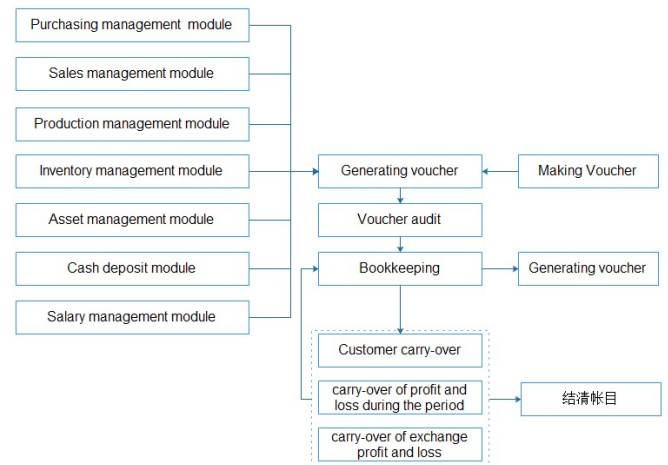 Purchasing management module
Sales management module
Production management module
Inventory management module
Generating voucher
Making Voucher
Asset management module
Voucher audit
Cash deposit module
Bookkeeping
Generating voucher
Salary management module
Customer carry-over
carry-over of profit and
loss during the period
结清帐目
carry-over of exchange
profit and loss